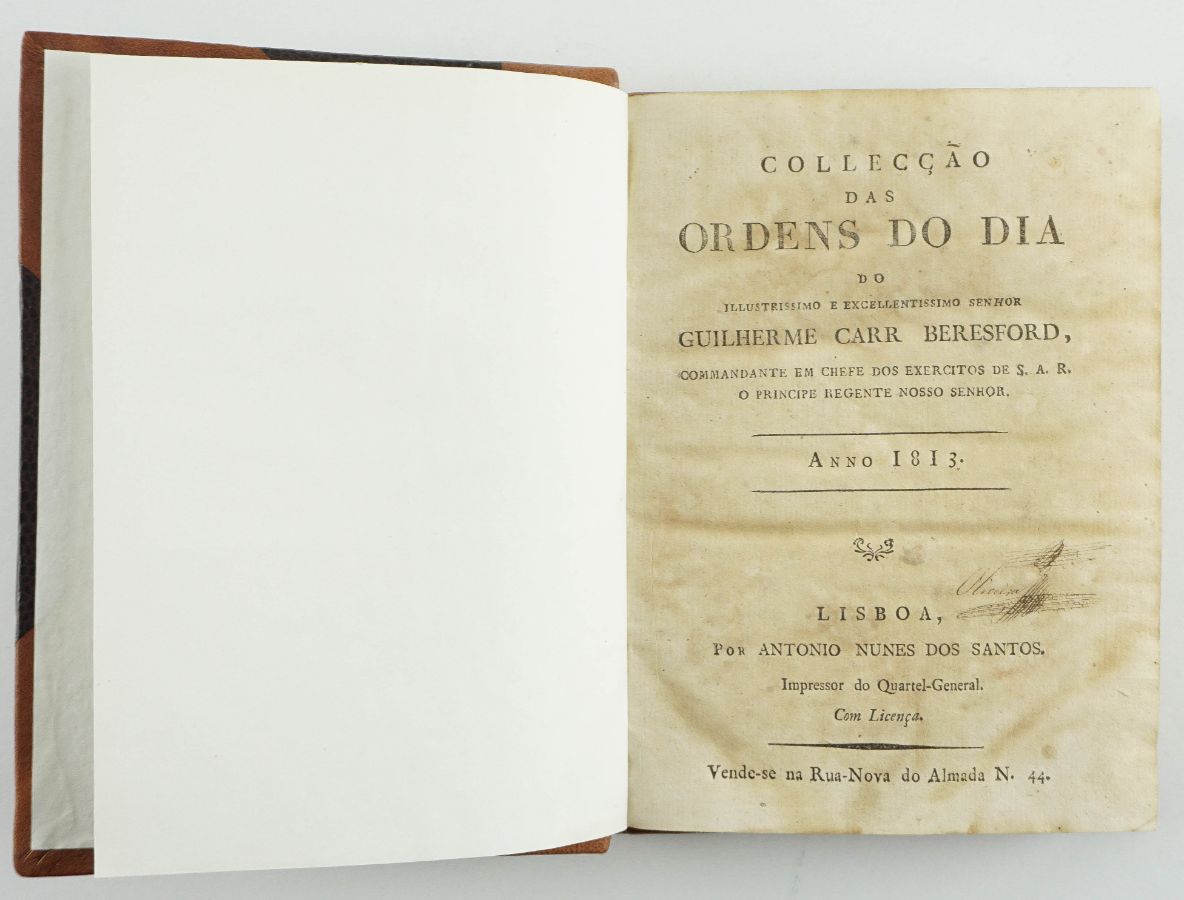 COLLECÇÃO
DAS
ORDENS DO DIA
DO
ILLUSTRISSIMO E EXCELLENTISSIMO SENHOR
GUILHERME CARR BERESFORD,
COMMANDANTE EM CHEFE DOS EXERCITOS DE S. A. R.
O PRINCIPE REGENTE NOSSO SENHOR.
ANNO 1813.
Oliveira
LISBOA,
POR ANTONIO NUNES DOS SANTOS.
Impressor do Quartel-General.
Com Licença.
Vende-se na Rua-Nova do Almada N. 44.